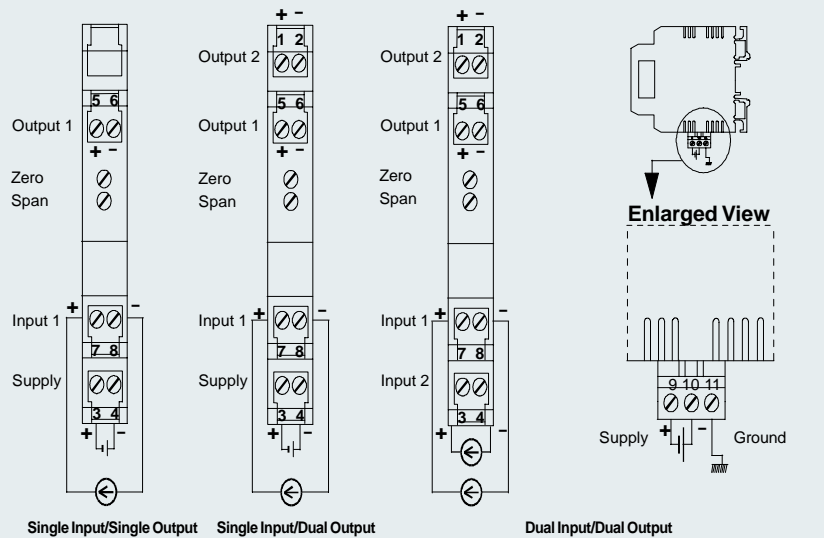 + −
1 2
Output 2
5 6
Output 1
+ −
Zero
Span
+ −
Input 1
7 8
Supply
3 4
+ −
Single Input/Single Output
+ −
1 2
Output 2
5 6
Output 1
+ −
Zero
Span
+ −
Input 1
7 8
Supply
3 4
+ −
Single Input/Dual Output
Output 2
5 6
Output 1
+ −
Zero
Span
+ −
Input 1
7 8
Input 2
3 4
+ −
Dual Input/Dual Output
Enlarged View
9 10 11
Supply + − Ground